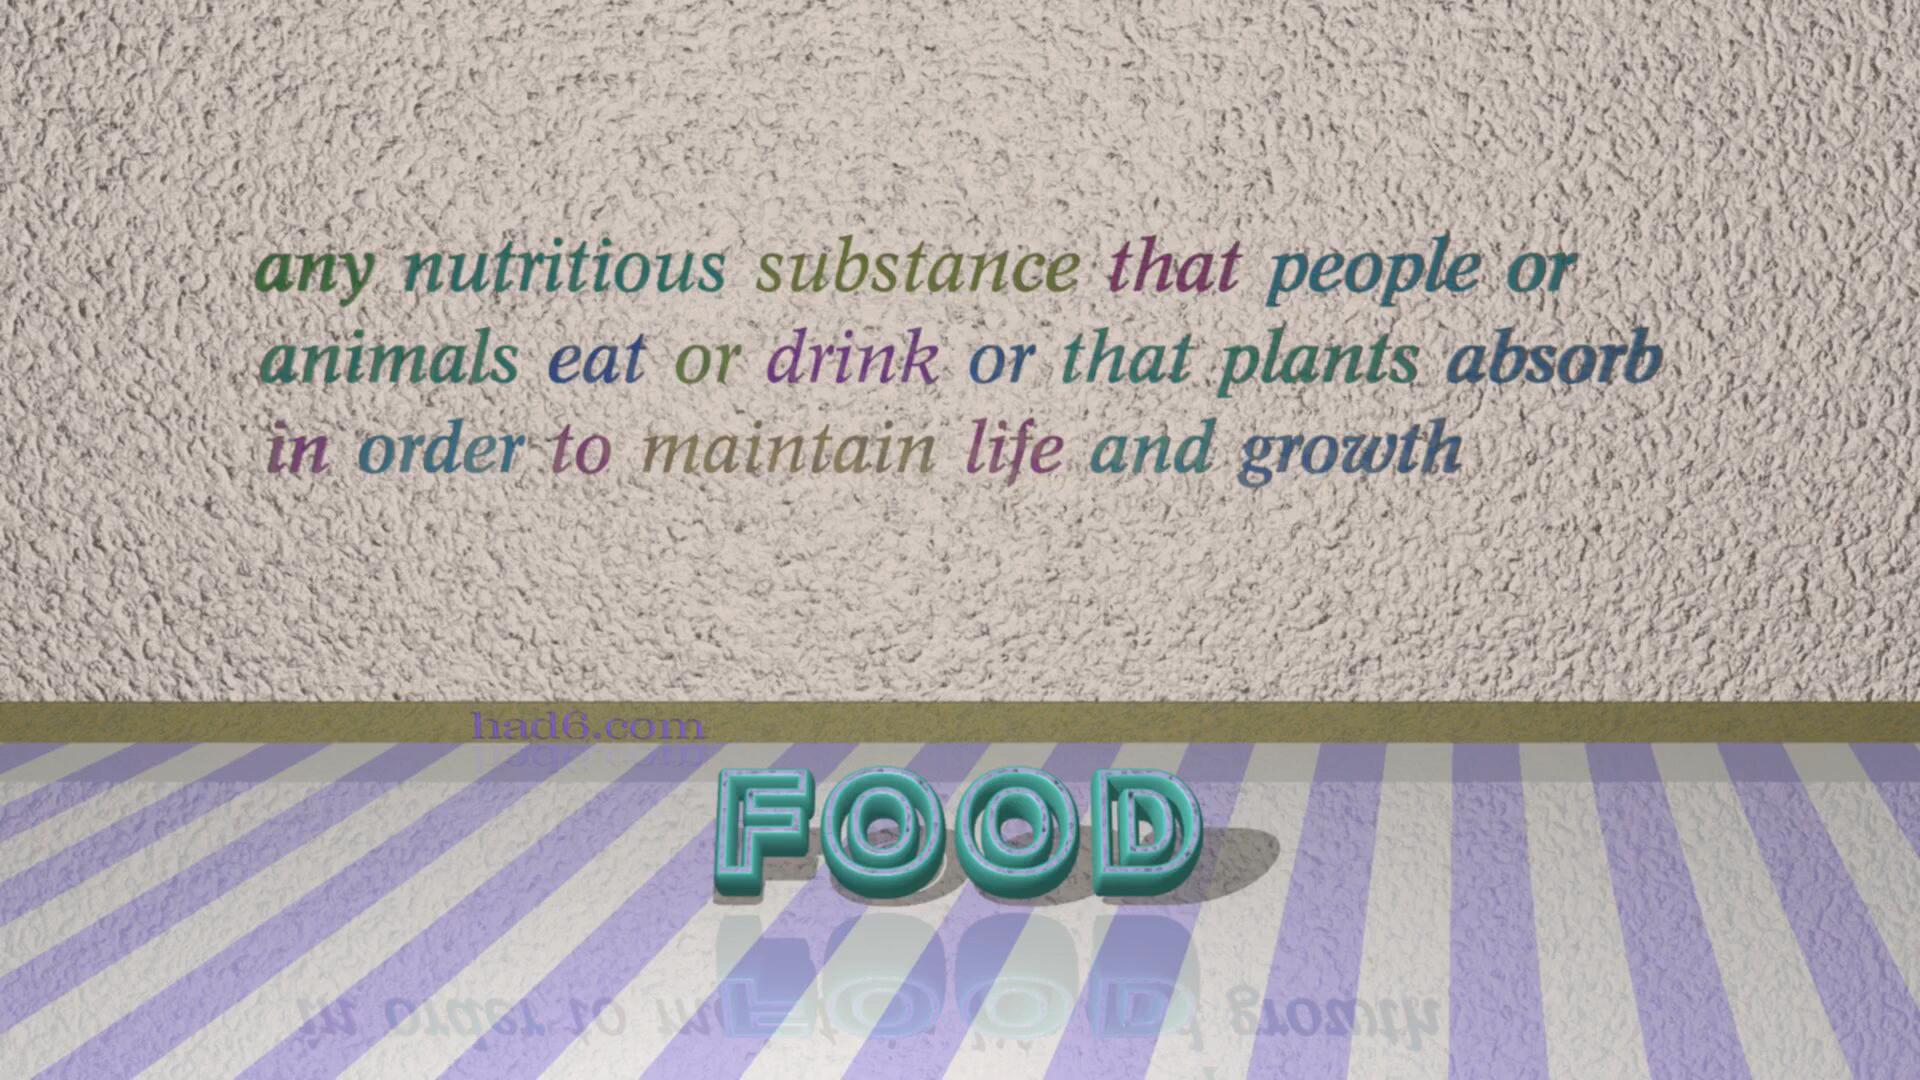 any nutritious substance that people or
animals eat or drink or that plants absorb
in order to maintain life and growth
had6.com
FOOD